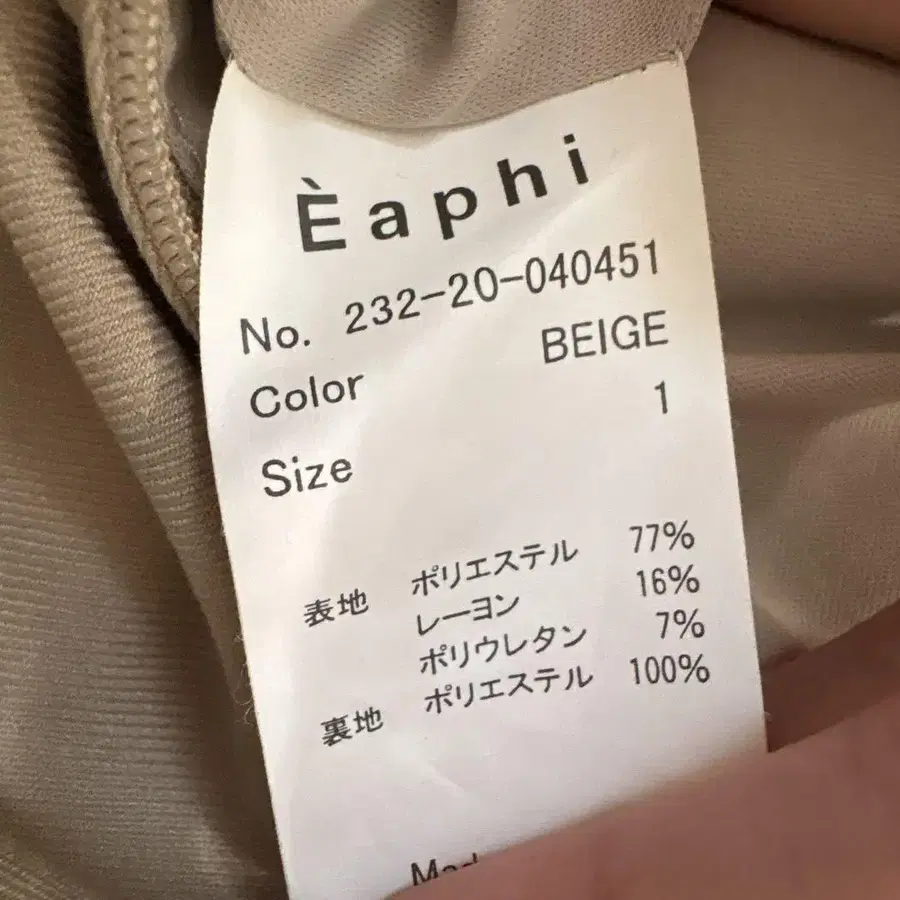 Èaphi
No. 232-20-040451
Color BEIGE
Size 1
表地 ポリエステル 77%
レーヨン 16%
ポリウレタン 7%
裏地 ポリエステル 100%